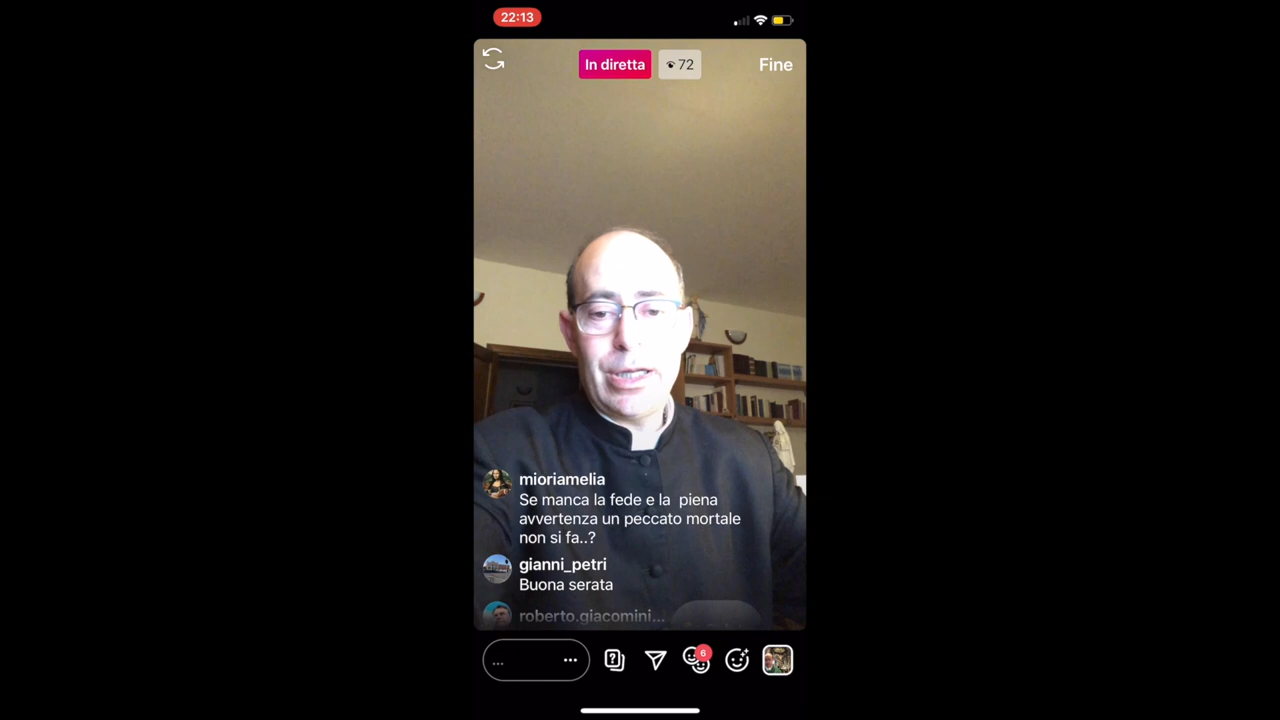 22:13
In diretta
72
Fine
mioriamelia
Se manca la fede e la piena
avvertenza un peccato mortale
non si fa..?
gianni_petri
Buona serata
roberto.giacomini...
...
6